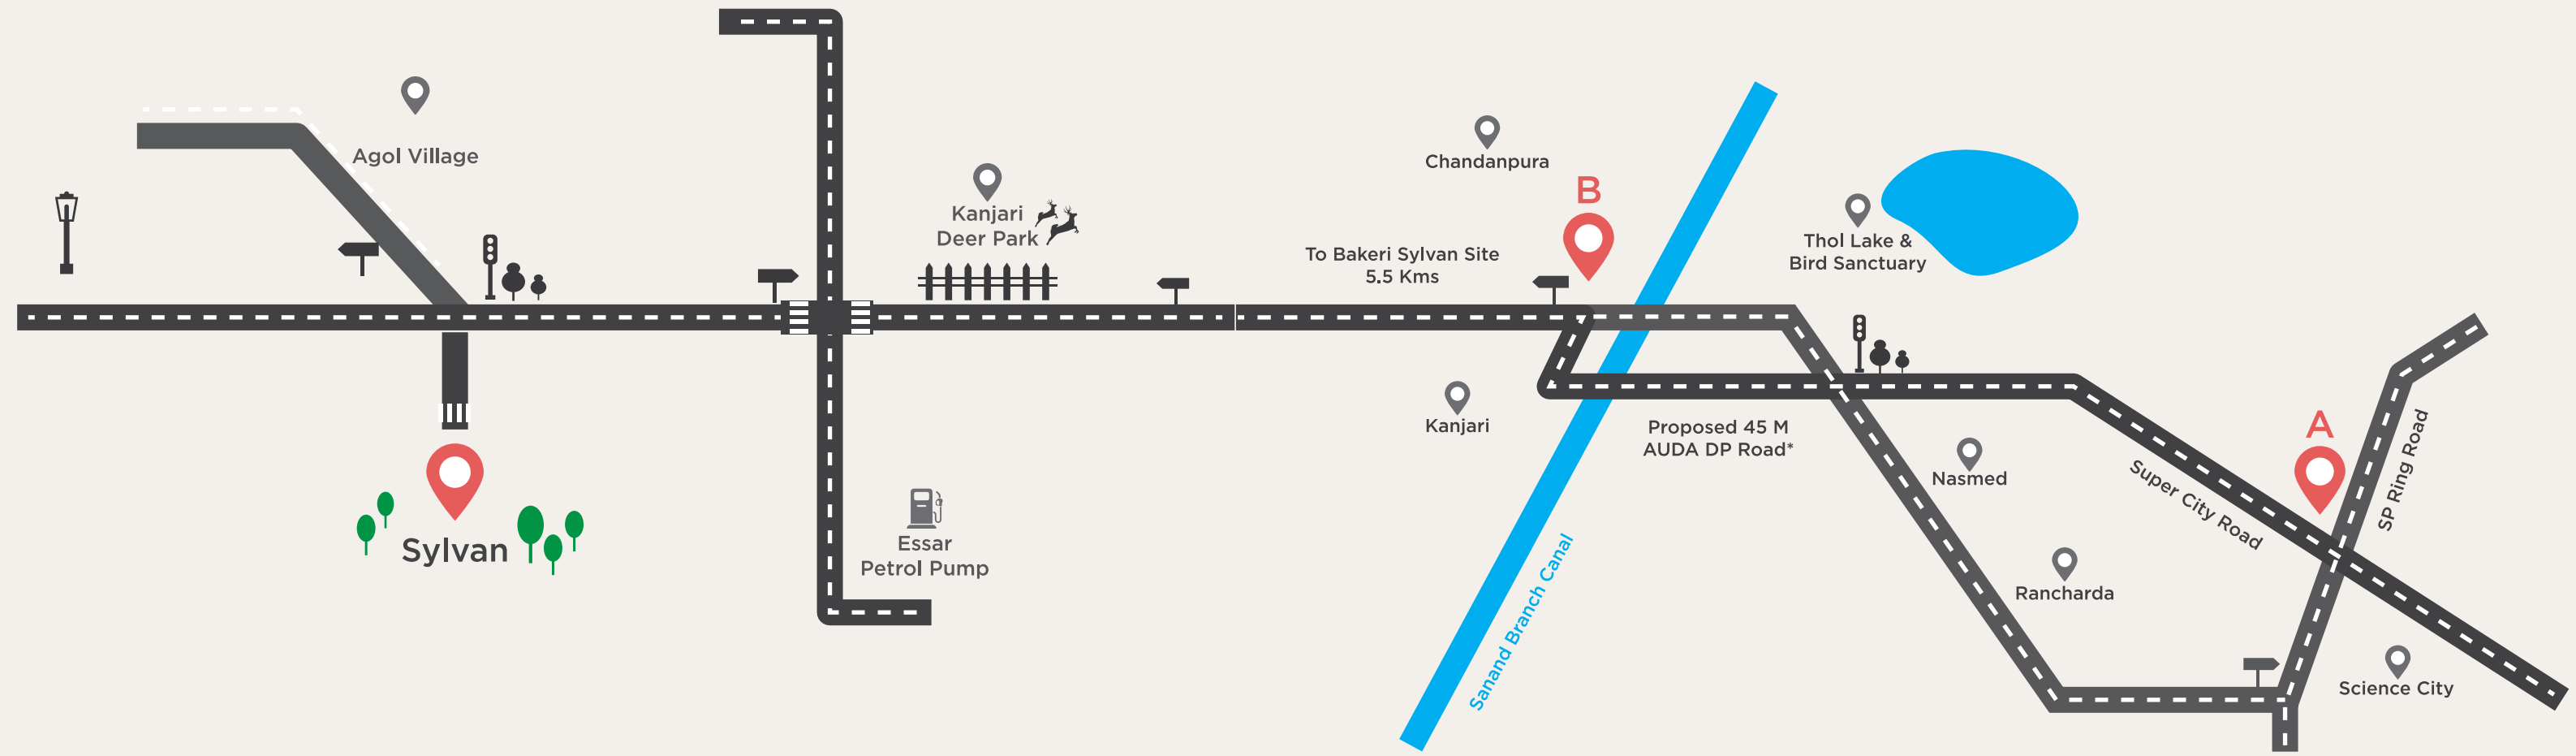 Agol Village
Sylvan
Kanjari
Deer Park
Essar
Petrol Pump
To Bakeri Sylvan Site
5.5 Kms
Chandanpura
B
Kanjari
Sanand Branch Canal
Thol Lake &
Bird Sanctuary
Proposed 45 M
AUDA DP Road*
Nasmed
Rancharda
Super City Road
A
SP Ring Road
Science City